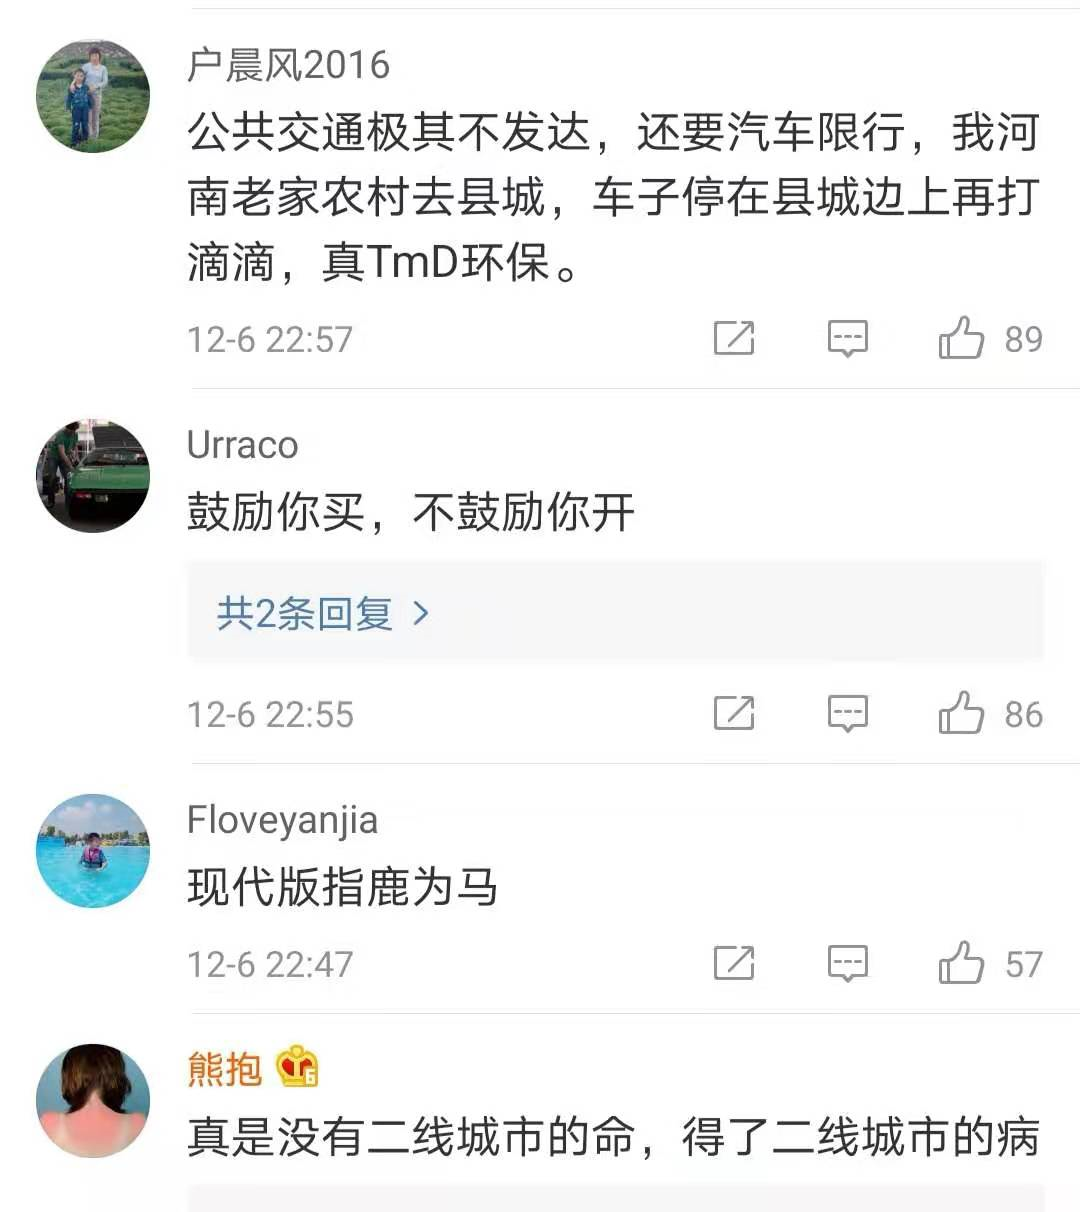 户晨风2016
公共交通极其不发达，还要汽车限行，我河
南老家农村去县城，车子停在县城边上再打
滴滴，真TmD环保。
12-6 22:57
89
Urraco
鼓励你买，不鼓励你开
共2条回复 >
12-6 22:55
86
Floveyanjia
现代版指鹿为马
12-6 22:47
57
熊抱 6
真是没有二线城市的命，得了二线城市的病